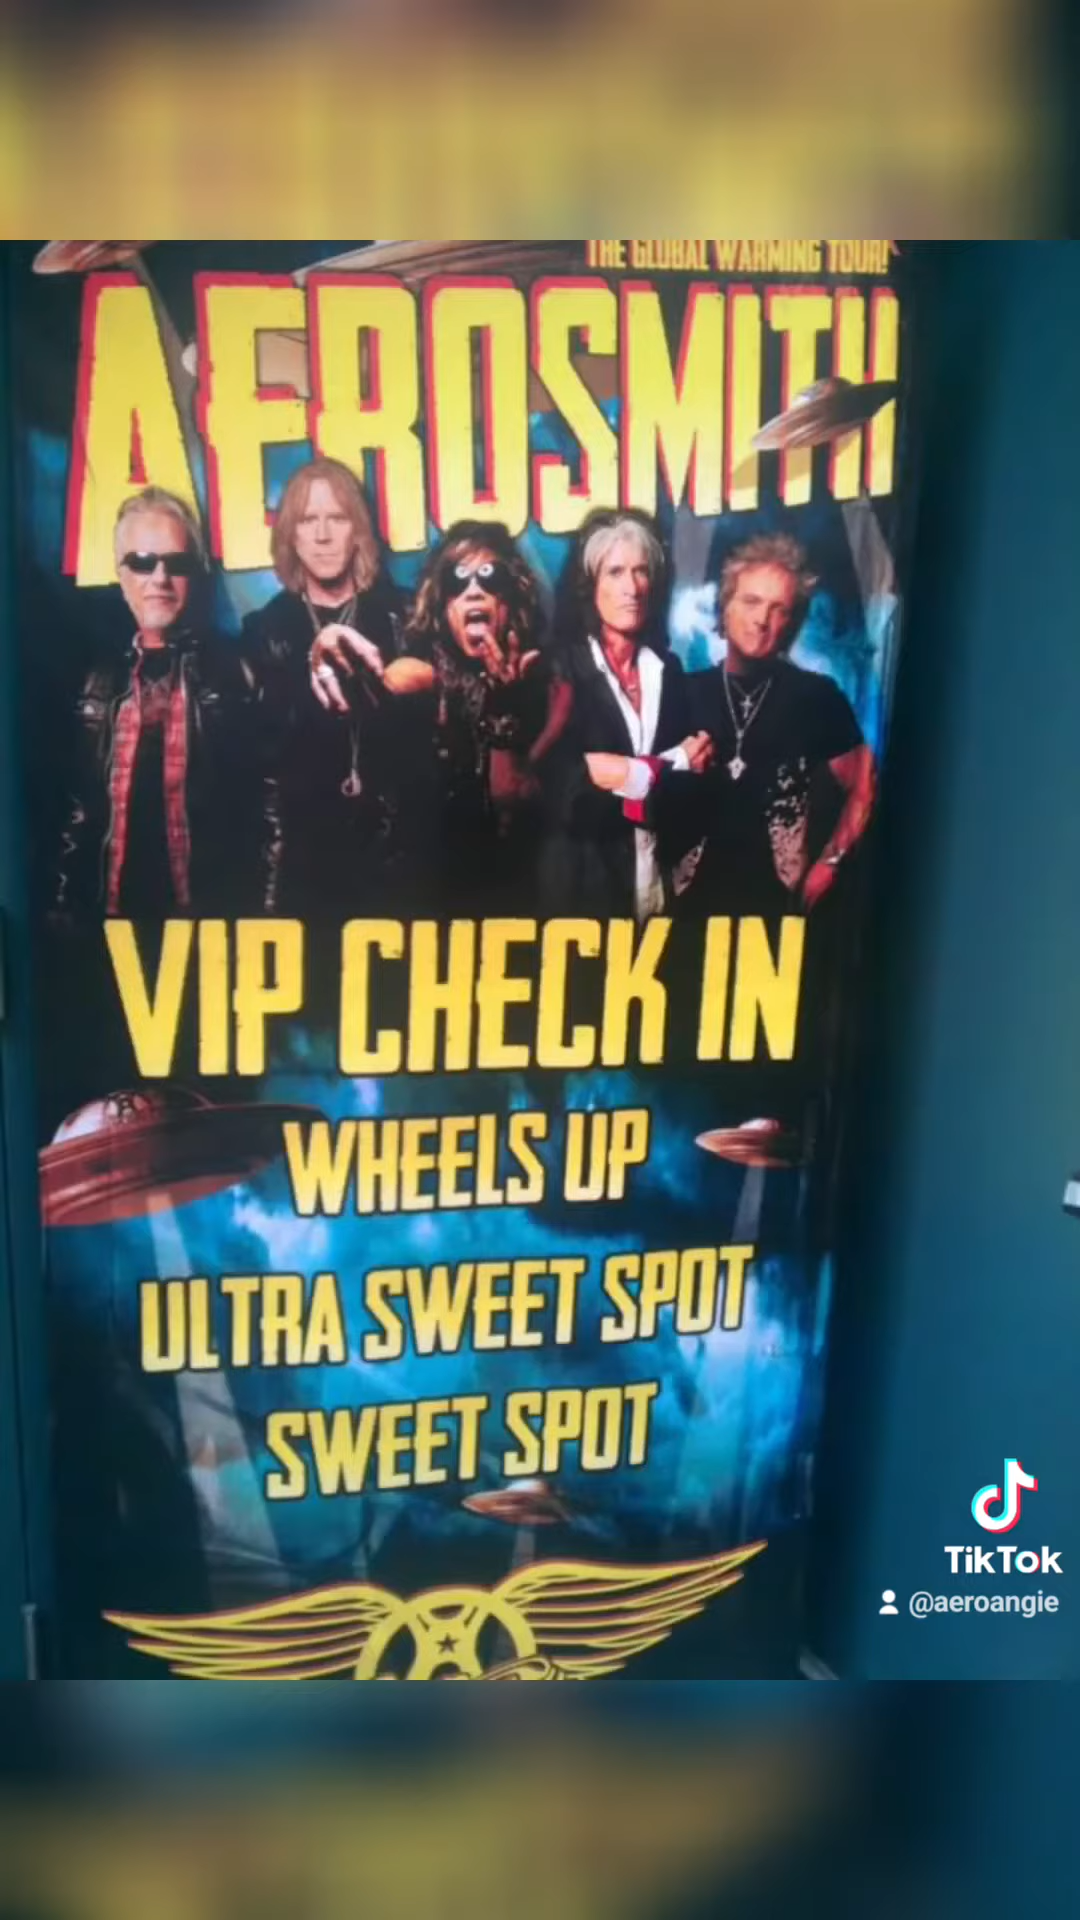 THE GLOBAL WARMING TOUR!
AEROSMITH
VIP CHECK IN
WHEELS UP
ULTRA SWEET SPOT
SWEET SPOT
TikTok
@aeroangie